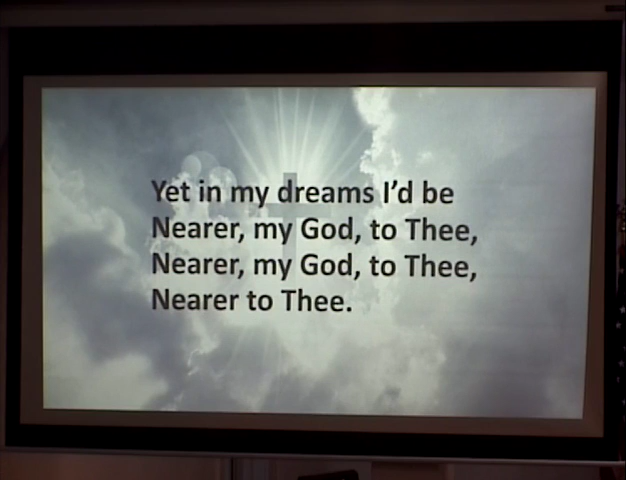 Yet in my dreams I'd be
Nearer, my God, to Thee,
Nearer, my God, to Thee,
Nearer to Thee.